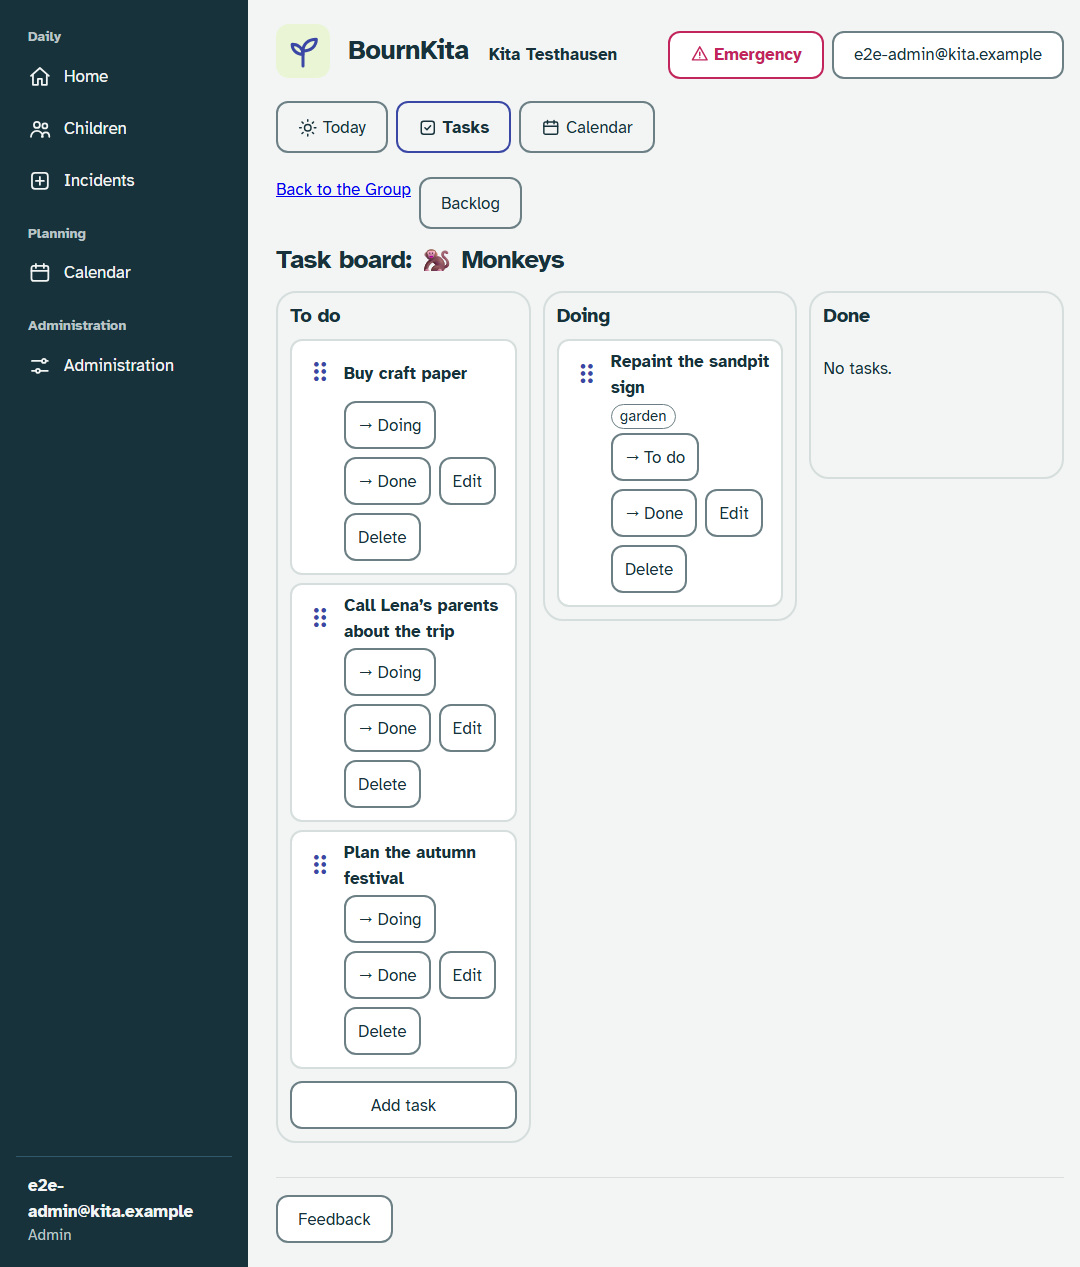 Daily
Home
Children
Incidents
Planning
Calendar
Administration
Administration
e2e-
admin@kita.example
Admin
BournKita
Kita Testhausen
Emergency
e2e-admin@kita.example
Today
Tasks
Calendar
Back to the Group
Backlog
Task board: 🐒 Monkeys
To do
Buy craft paper
→ Doing
→ Done
Edit
Delete
Call Lena’s parents
about the trip
→ Doing
→ Done
Edit
Delete
Plan the autumn
festival
→ Doing
→ Done
Edit
Delete
Add task
Doing
Repaint the sandpit
sign
garden
→ To do
→ Done
Edit
Delete
Done
No tasks.
Feedback